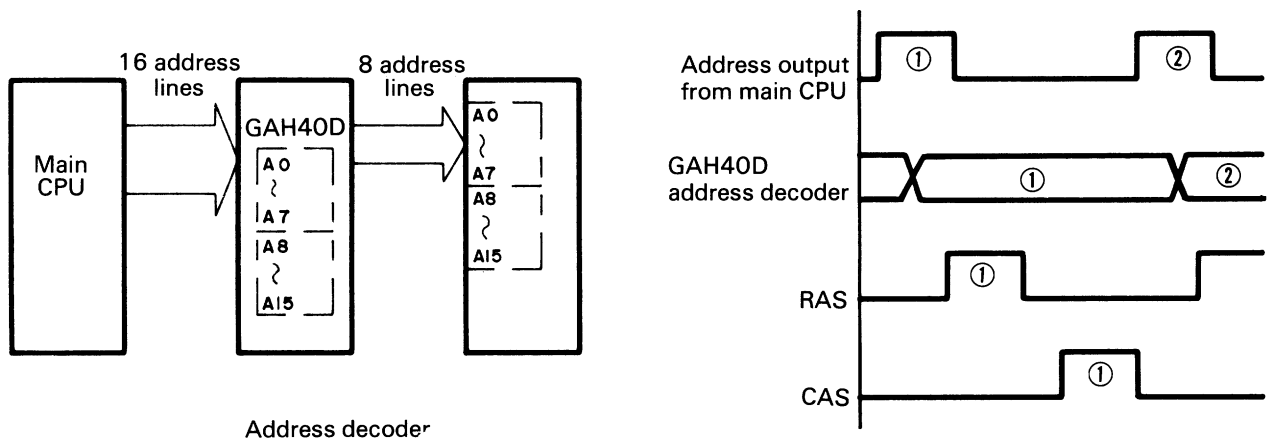 16 address
lines
8 address
lines
Main
CPU
GAH40D
A0
A7
A8
A15
A0
A7
A8
A15
Address decoder
Address output
from main CPU
① ②
GAH40D
address decoder
① ②
RAS
①
CAS
①